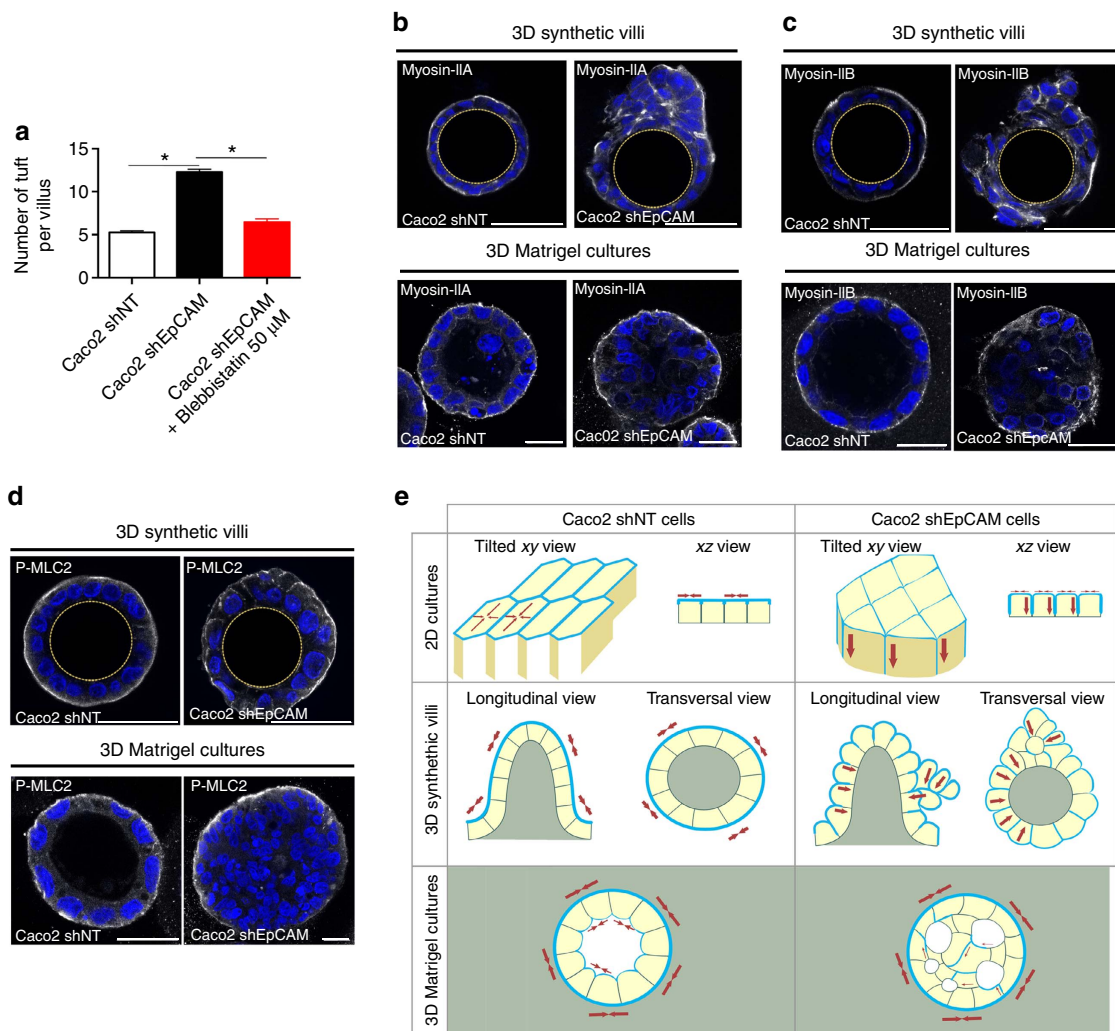 a
Number of tuft
per villus
15
10
5
0
*
*
Caco2 shNT
Caco2 shEpCAM
Caco2 shEpCAM
+ Blebbistatin 50 µM
b
3D synthetic villi
Myosin-IIA
Caco2 shNT
Myosin-IIA
Caco2 shEpCAM
3D Matrigel cultures
Myosin-IIA
Caco2 shNT
Myosin-IIA
Cac02 shEpCAM
c
3D synthetic villi
Myosin-IIB
Caco2 shNT
Myosin-IIB
Caco2 shEpCAM
3D Matrigel cultures
Myosin-IIB
Caco2 shNT
Myosin-IIB
Caco2 shEpcAM
d
3D synthetic villi
P-MLC2
Caco2 shNT
P-MLC2
Caco2 shEpCAM
3D Matrigel cultures
P-MLC2
Caco2 shNT
P-MLC2
Caco2 shEpCAM
e
Caco2 shNT cells
Caco2 shEpCAM cells
2D cultures
Tilted xy view
xz view
Tilted xy view
xz view
3D synthethic villi
Longitudinal view
Transversal view
Longitudinal view
Transversal view
3D Matrigel cultures